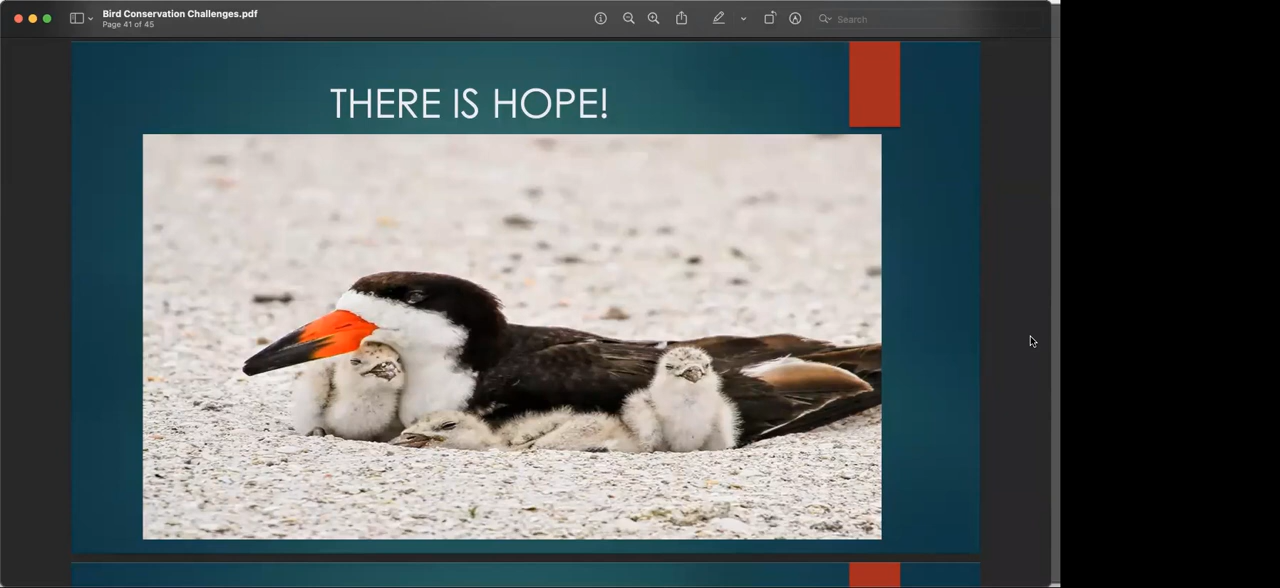 Bird Conservation Challenges.pdf
Page 41 of 45
Search
THERE IS HOPE!